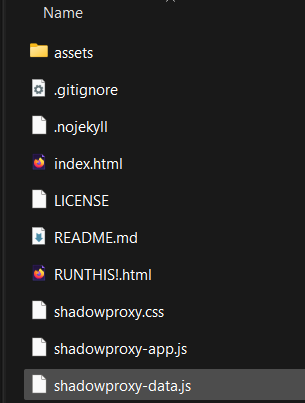 Name
assets
.gitignore
.nojekyll
index.html
LICENSE
README.md
RUNTHIS!.html
shadowproxy.css
shadowproxy-app.js
shadowproxy-data.js